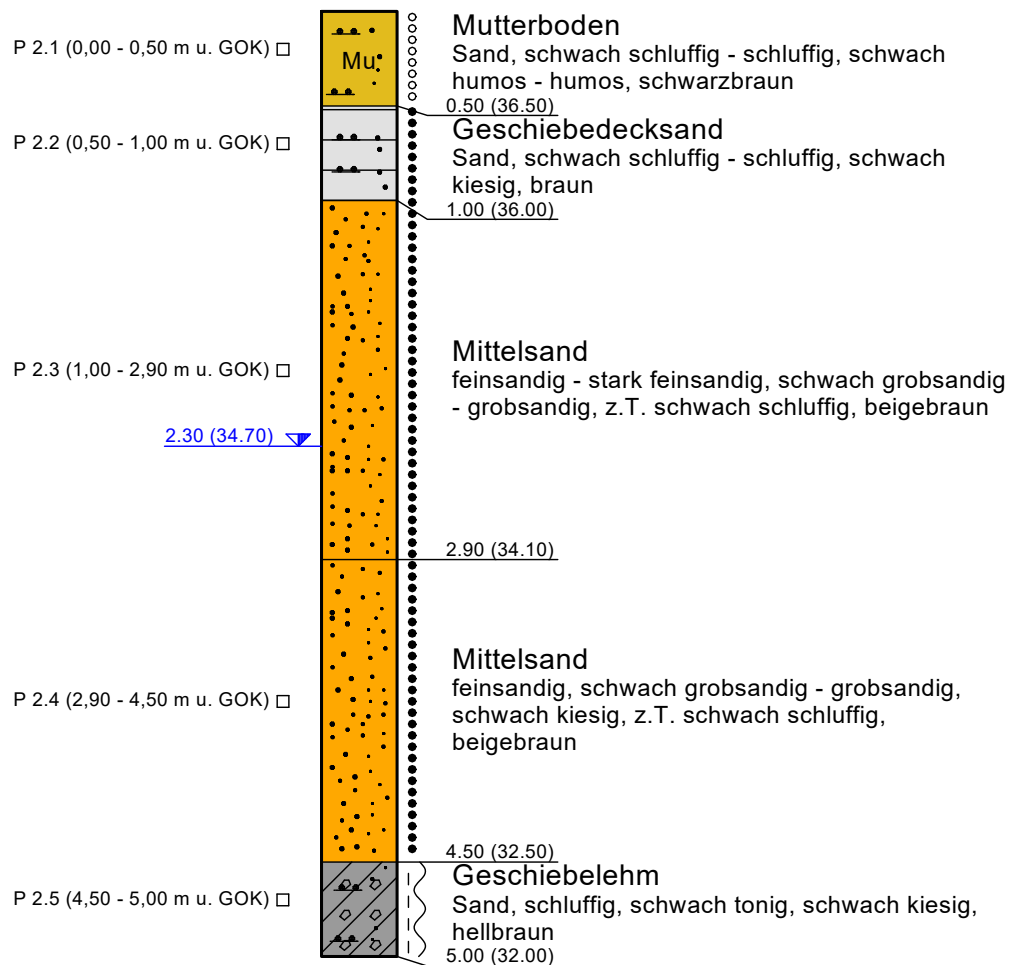 Mutterboden
P 2.1 (0,00 - 0,50 m u. GOK)
Mu
Sand, schwach schluffig - schluffig, schwach
humos - humos, schwarzbraun
0.50 (36.50)
Geschiebedecksand
P 2.2 (0,50 - 1,00 m u. GOK)
Sand, schwach schluffig - schluffig, schwach
kiesig, braun
1.00 (36.00)
Mittelsand
P 2.3 (1,00 - 2,90 m u. GOK)
feinsandig - stark feinsandig, schwach grobsandig
- grobsandig, z.T. schwach schluffig, beigebraun
2.30 (34.70)
2.90 (34.10)
Mittelsand
feinsandig, schwach grobsandig - grobsandig,
P 2.4 (2,90 - 4,50 m u. GOK)
schwach kiesig, z.T. schwach schluffig,
beigebraun
4.50 (32.50)
Geschiebelehm
P 2.5 (4,50 - 5,00 m u. GOK)
Sand, schluffig, schwach tonig, schwach kiesig,
hellbraun
5.00 (32.00)